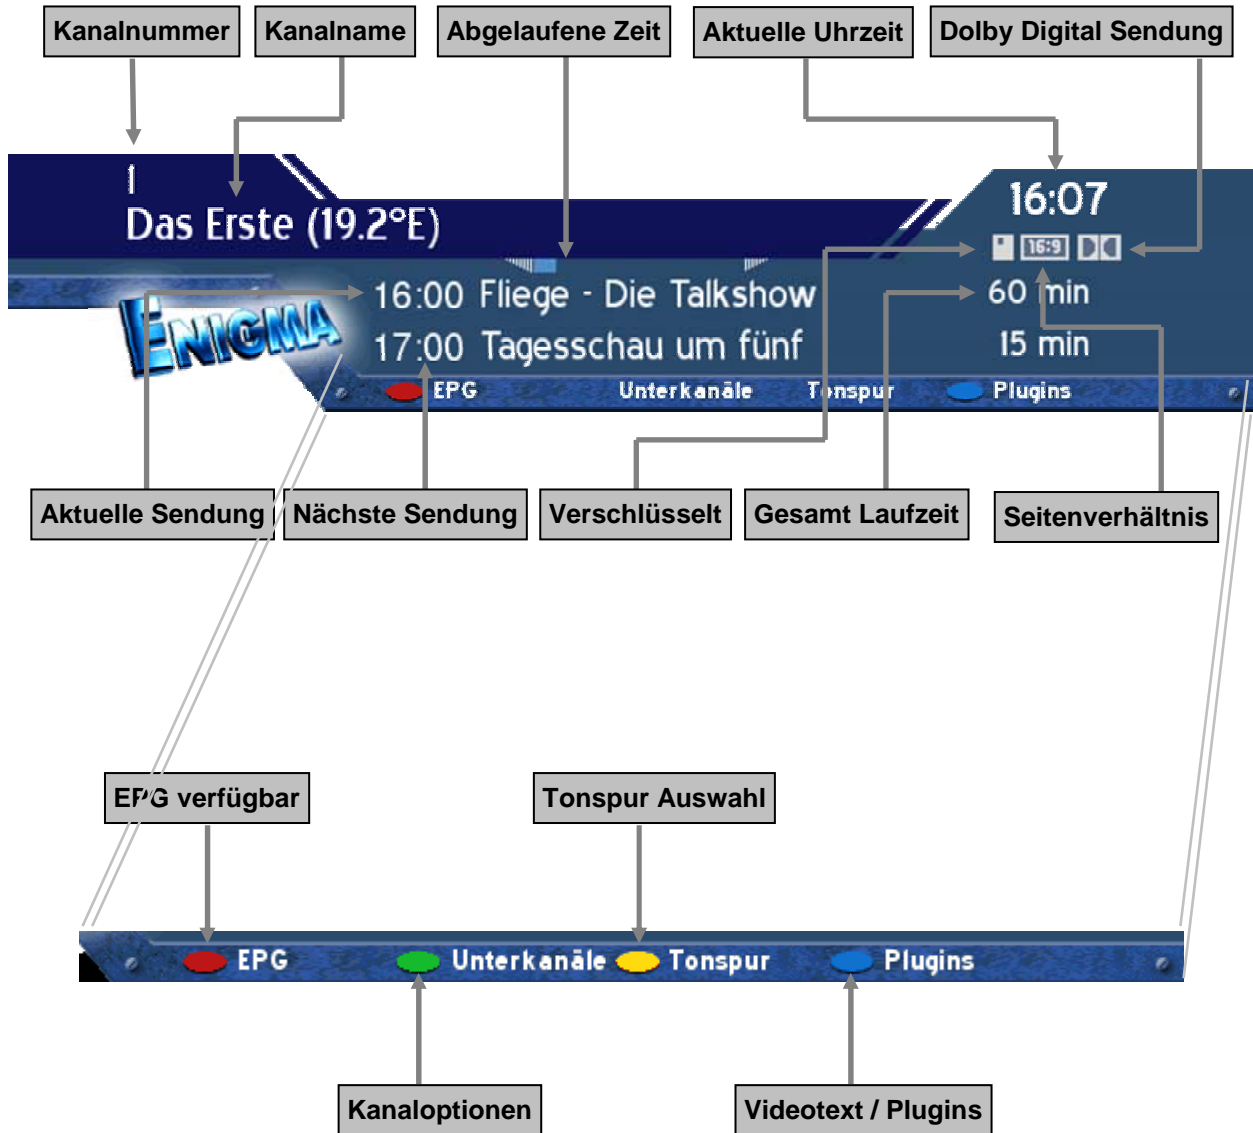 Kanalnummer Kanalname Abgelaufene Zeit Aktuelle Uhrzeit Dolby Digital Sendung
1
Das Erste (19.2°E)
16:07
16:9
16:00 Fliege - Die Talkshow 60 min
17:00 Tagesschau um fünf 15 min
ENIGMA
EPG Unterkanäle Tonspur Plugins
Aktuelle Sendung Nächste Sendung Verschlüsselt Gesamt Laufzeit Seitenverhältnis
EPG verfügbar Tonspur Auswahl
EPG Unterkanäle Tonspur Plugins
Kanaloptionen Videotext / Plugins